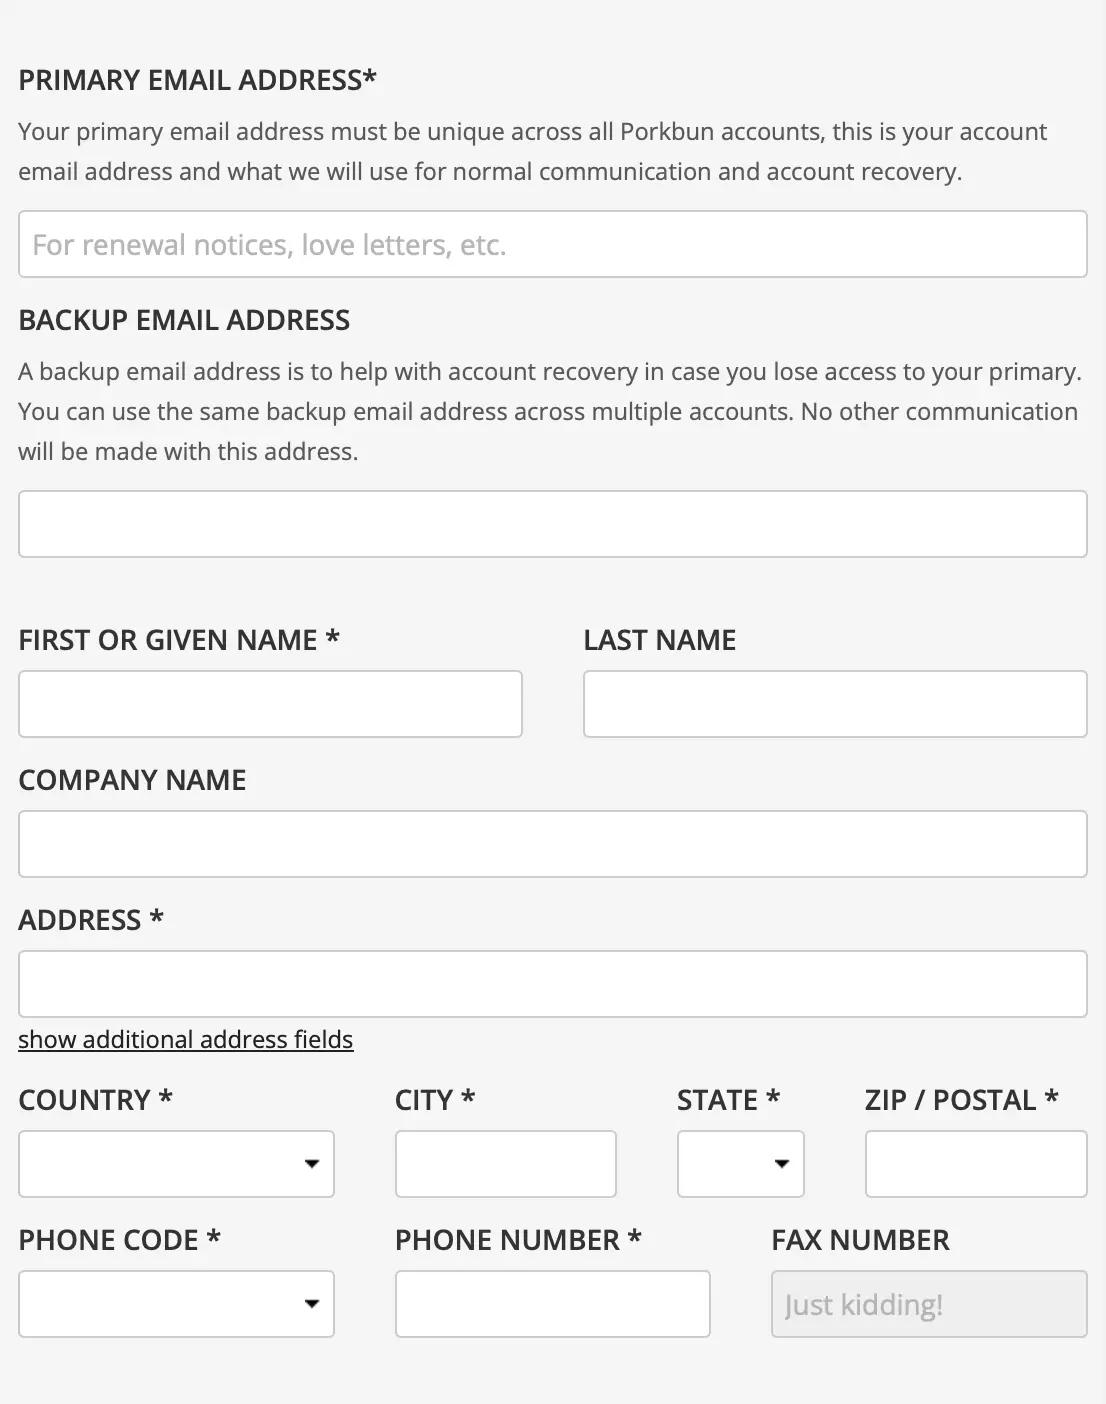 PRIMARY EMAIL ADDRESS*
Your primary email address must be unique across all Porkbun accounts, this is your account
email address and what we will use for normal communication and account recovery.
For renewal notices, love letters, etc.
BACKUP EMAIL ADDRESS
A backup email address is to help with account recovery in case you lose access to your primary.
You can use the same backup email address across multiple accounts. No other communication
will be made with this address.
FIRST OR GIVEN NAME * LAST NAME
COMPANY NAME
ADDRESS *
show additional address fields
COUNTRY * CITY * STATE * ZIP / POSTAL *
PHONE CODE * PHONE NUMBER * FAX NUMBER
Just kidding!